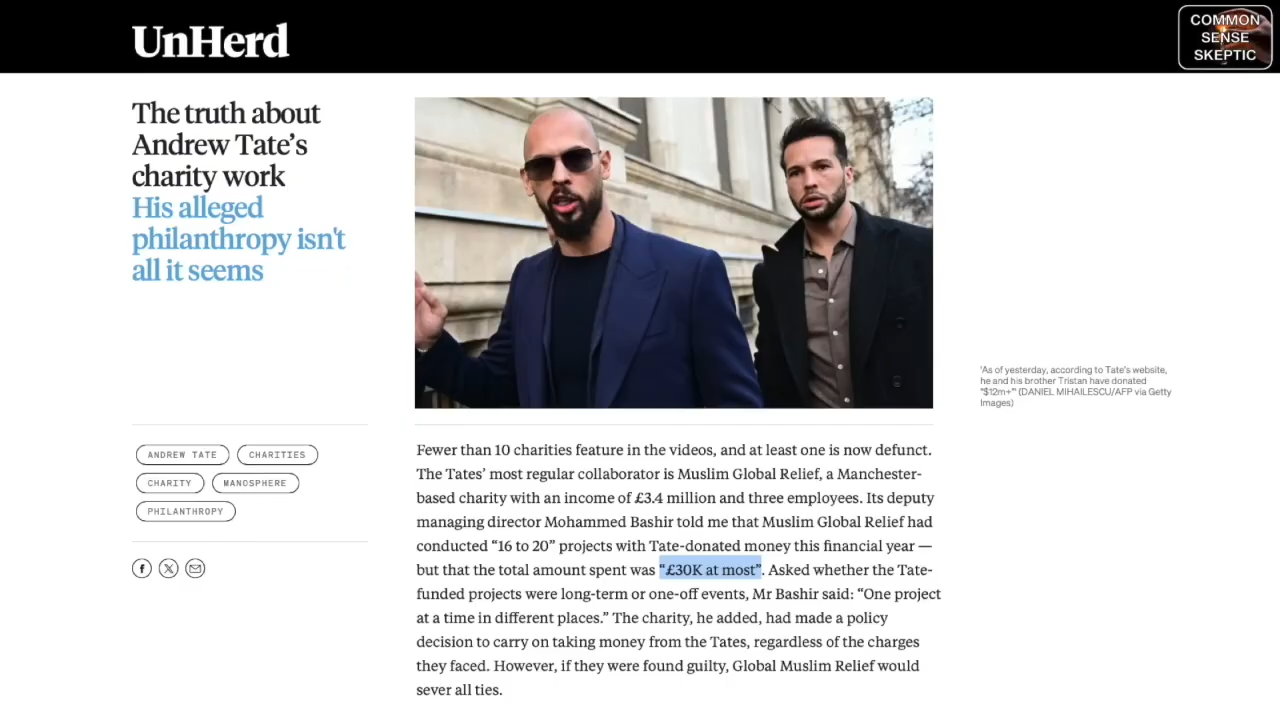 UnHerd
COMMON
SENSE
SKEPTIC
The truth about
Andrew Tate’s
charity work
His alleged
philanthropy isn't
all it seems
'As of yesterday, according to Tate's website,
he and his brother Tristan have donated
"$12m+"' (DANIEL MIHAILESCU/AFP via Getty
Images)
ANDREW TATE
CHARITIES
CHARITY
MANOSPHERE
PHILANTHROPY
Fewer than 10 charities feature in the videos, and at least one is now defunct.
The Tates’ most regular collaborator is Muslim Global Relief, a Manchester-
based charity with an income of £3.4 million and three employees. Its deputy
managing director Mohammed Bashir told me that Muslim Global Relief had
conducted “16 to 20” projects with Tate-donated money this financial year —
but that the total amount spent was “£30K at most”. Asked whether the Tate-
funded projects were long-term or one-off events, Mr Bashir said: “One project
at a time in different places.” The charity, he added, had made a policy
decision to carry on taking money from the Tates, regardless of the charges
they faced. However, if they were found guilty, Global Muslim Relief would
sever all ties.